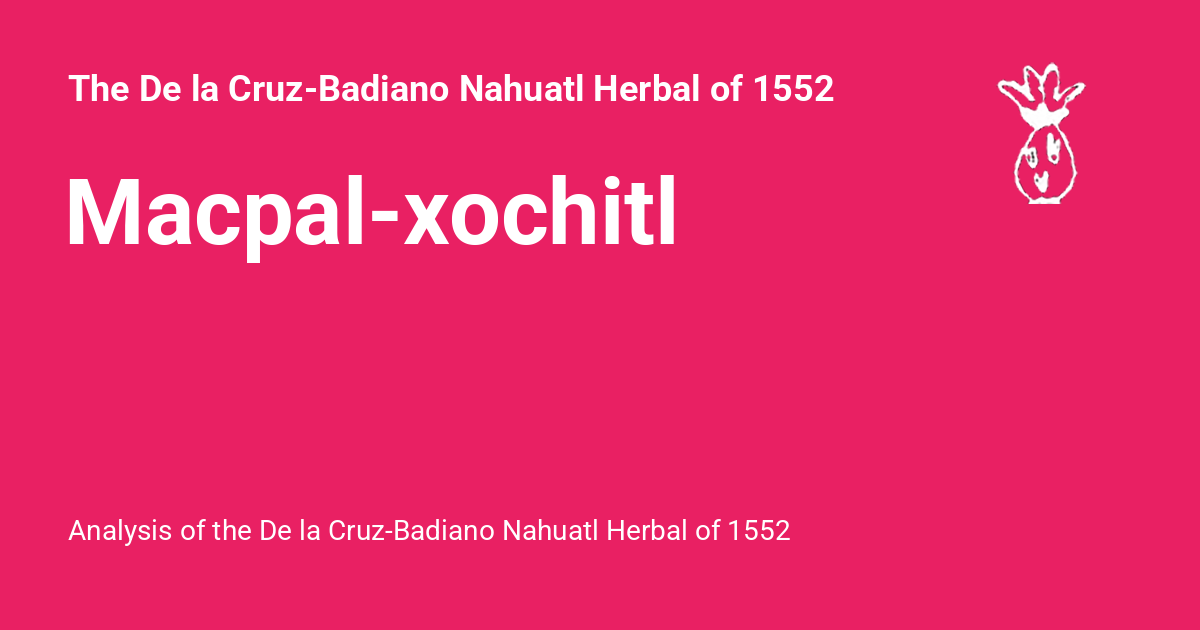 The De la Cruz-Badiano Nahuatl Herbal of 1552
Macpal-xochitl
Analysis of the De la Cruz-Badiano Nahuatl Herbal of 1552